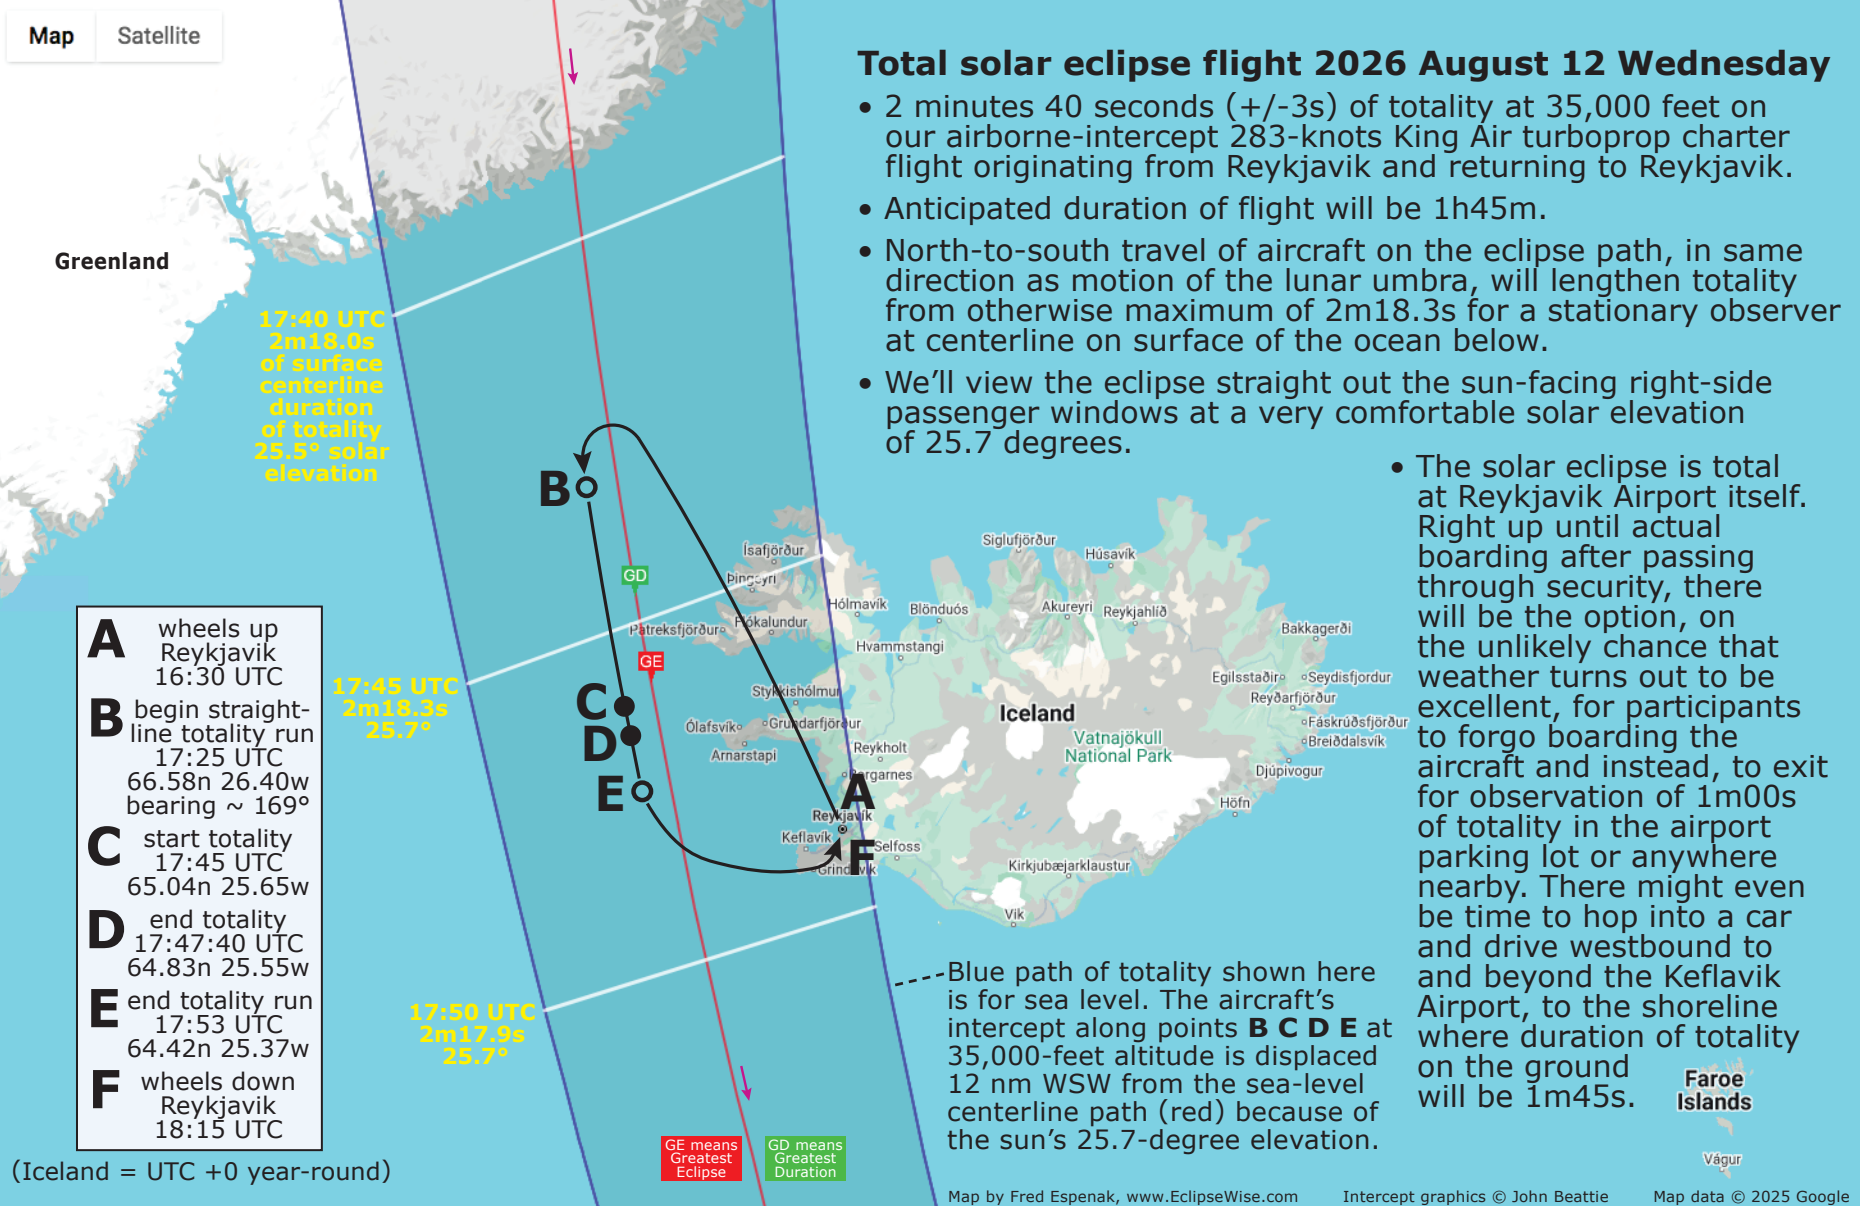 Map
Satellite
Total solar eclipse flight 2026 August 12 Wednesday
• 2 minutes 40 seconds (+/-3s) of totality at 35,000 feet on
our airborne-intercept 283-knots King Air turboprop charter
flight originating from Reykjavik and returning to Reykjavik.
• Anticipated duration of flight will be 1h45m.
• North-to-south travel of aircraft on the eclipse path, in same
direction as motion of the lunar umbra, will lengthen totality
from otherwise maximum of 2m18.3s for a stationary observer
at centerline on surface of the ocean below.
• We’ll view the eclipse straight out the sun-facing right-side
passenger windows at a very comfortable solar elevation
of 25.7 degrees.
• The solar eclipse is total
at Reykjavik Airport itself.
Right up until actual
boarding after passing
through security, there
will be the option, on
the unlikely chance that
weather turns out to be
excellent, for participants
to forgo boarding the
aircraft and instead, to exit
for observation of 1m00s
of totality in the airport
parking lot or anywhere
nearby. There might even
be time to hop into a car
and drive westbound to
and beyond the Keflavik
Airport, to the shoreline
where duration of totality
on the ground
will be 1m45s.
Greenland
17:40 UTC
2m18.0s
of surface
centerline
duration
of totality
25.5° solar
elevation
B
GD
GE
C
D
E
A
F
17:45 UTC
2m18.3s
25.7°
17:50 UTC
2m17.9s
25.7°
Ísafjörður
Þingeyri
Hólmavík
Patreksfjörður
Flókalundur
Stykkishólmur
Ólafsvík
Grundarfjörður
Arnarstapi
Reykholt
Borgarnes
Reykjavík
Keflavík
Selfoss
Grindavík
Siglufjörður
Húsavík
Blönduós
Akureyri
Reykjahlíð
Hvammstangi
Bakkagerði
Egilsstaðir
Seydisfjordur
Reyðarfjörður
Fáskrúðsfjörður
Breiðdalsvík
Djúpivogur
Höfn
Iceland
Vatnajökull
National Park
Kirkjubæjarklaustur
Vik
A
wheels up
Reykjavik
16:30 UTC
B
begin straight-
line totality run
17:25 UTC
66.58n 26.40w
bearing ~ 169°
C
start totality
17:45 UTC
65.04n 25.65w
D
end totality
17:47:40 UTC
64.83n 25.55w
E
end totality run
17:53 UTC
64.42n 25.37w
F
wheels down
Reykjavik
18:15 UTC
(Iceland = UTC +0 year-round)
Blue path of totality shown here
is for sea level. The aircraft’s
intercept along points B C D E at
35,000-feet altitude is displaced
12 nm WSW from the sea-level
centerline path (red) because of
the sun’s 25.7-degree elevation.
GE means
Greatest
Eclipse
GD means
Greatest
Duration
Faroe
Islands
Vágur
Map by Fred Espenak, www.EclipseWise.com
Intercept graphics © John Beattie
Map data © 2025 Google